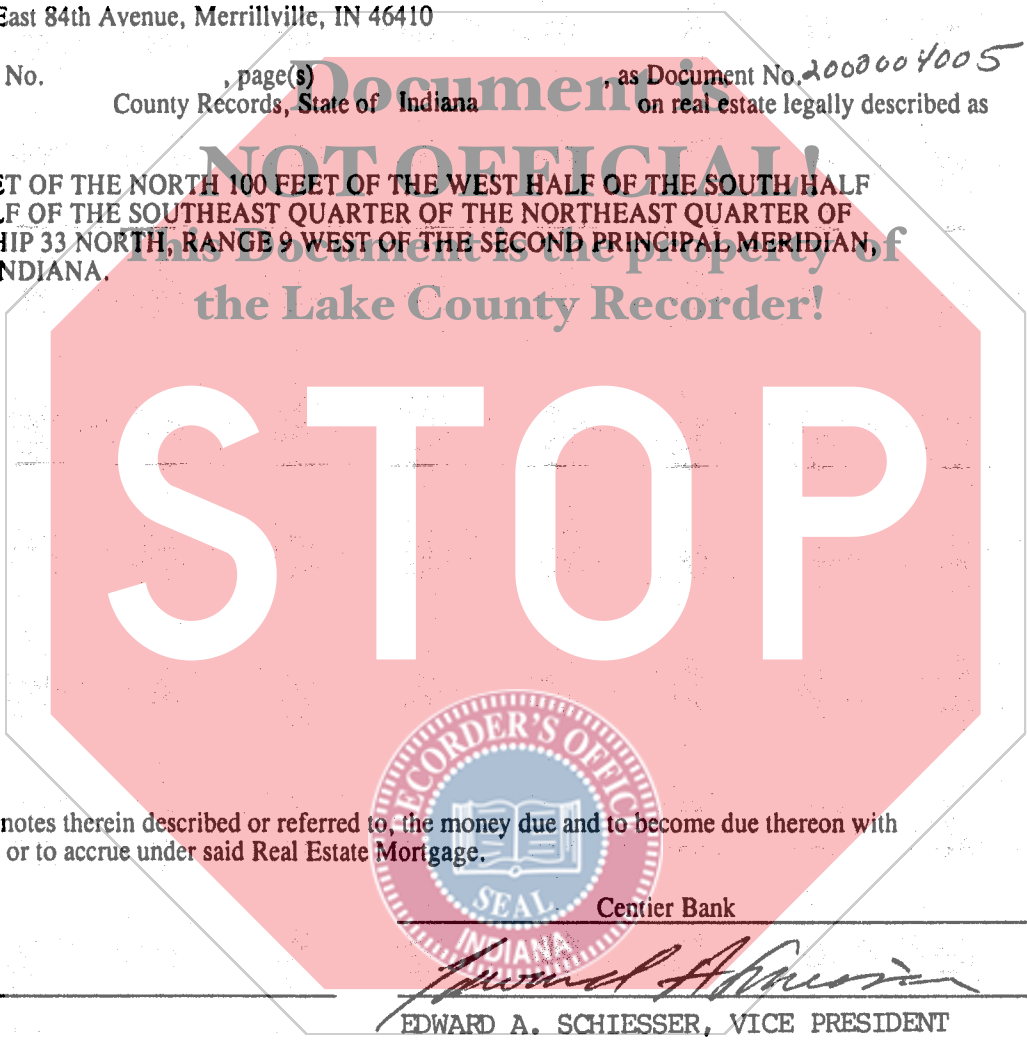 East 84th Avenue, Merrillville, IN 46410
No. , page(s) , as Document No. 2000004005
County Records, State of Indiana on real estate legally described as
Document is
NOT OFFICIAL!
This Document is the property of
the Lake County Recorder!
ET OF THE NORTH 100 FEET OF THE WEST HALF OF THE SOUTH HALF
LF OF THE SOUTHEAST QUARTER OF THE NORTHEAST QUARTER OF
HIP 33 NORTH, RANGE 9 WEST OF THE SECOND PRINCIPAL MERIDIAN,
NDIANA.
STOP
RECORDER'S OFFICE
SEAL
INDIANA
notes therein described or referred to, the money due and to become due thereon with
or to accrue under said Real Estate Mortgage.
Centier Bank
EDWARD A. SCHIESSER, VICE PRESIDENT